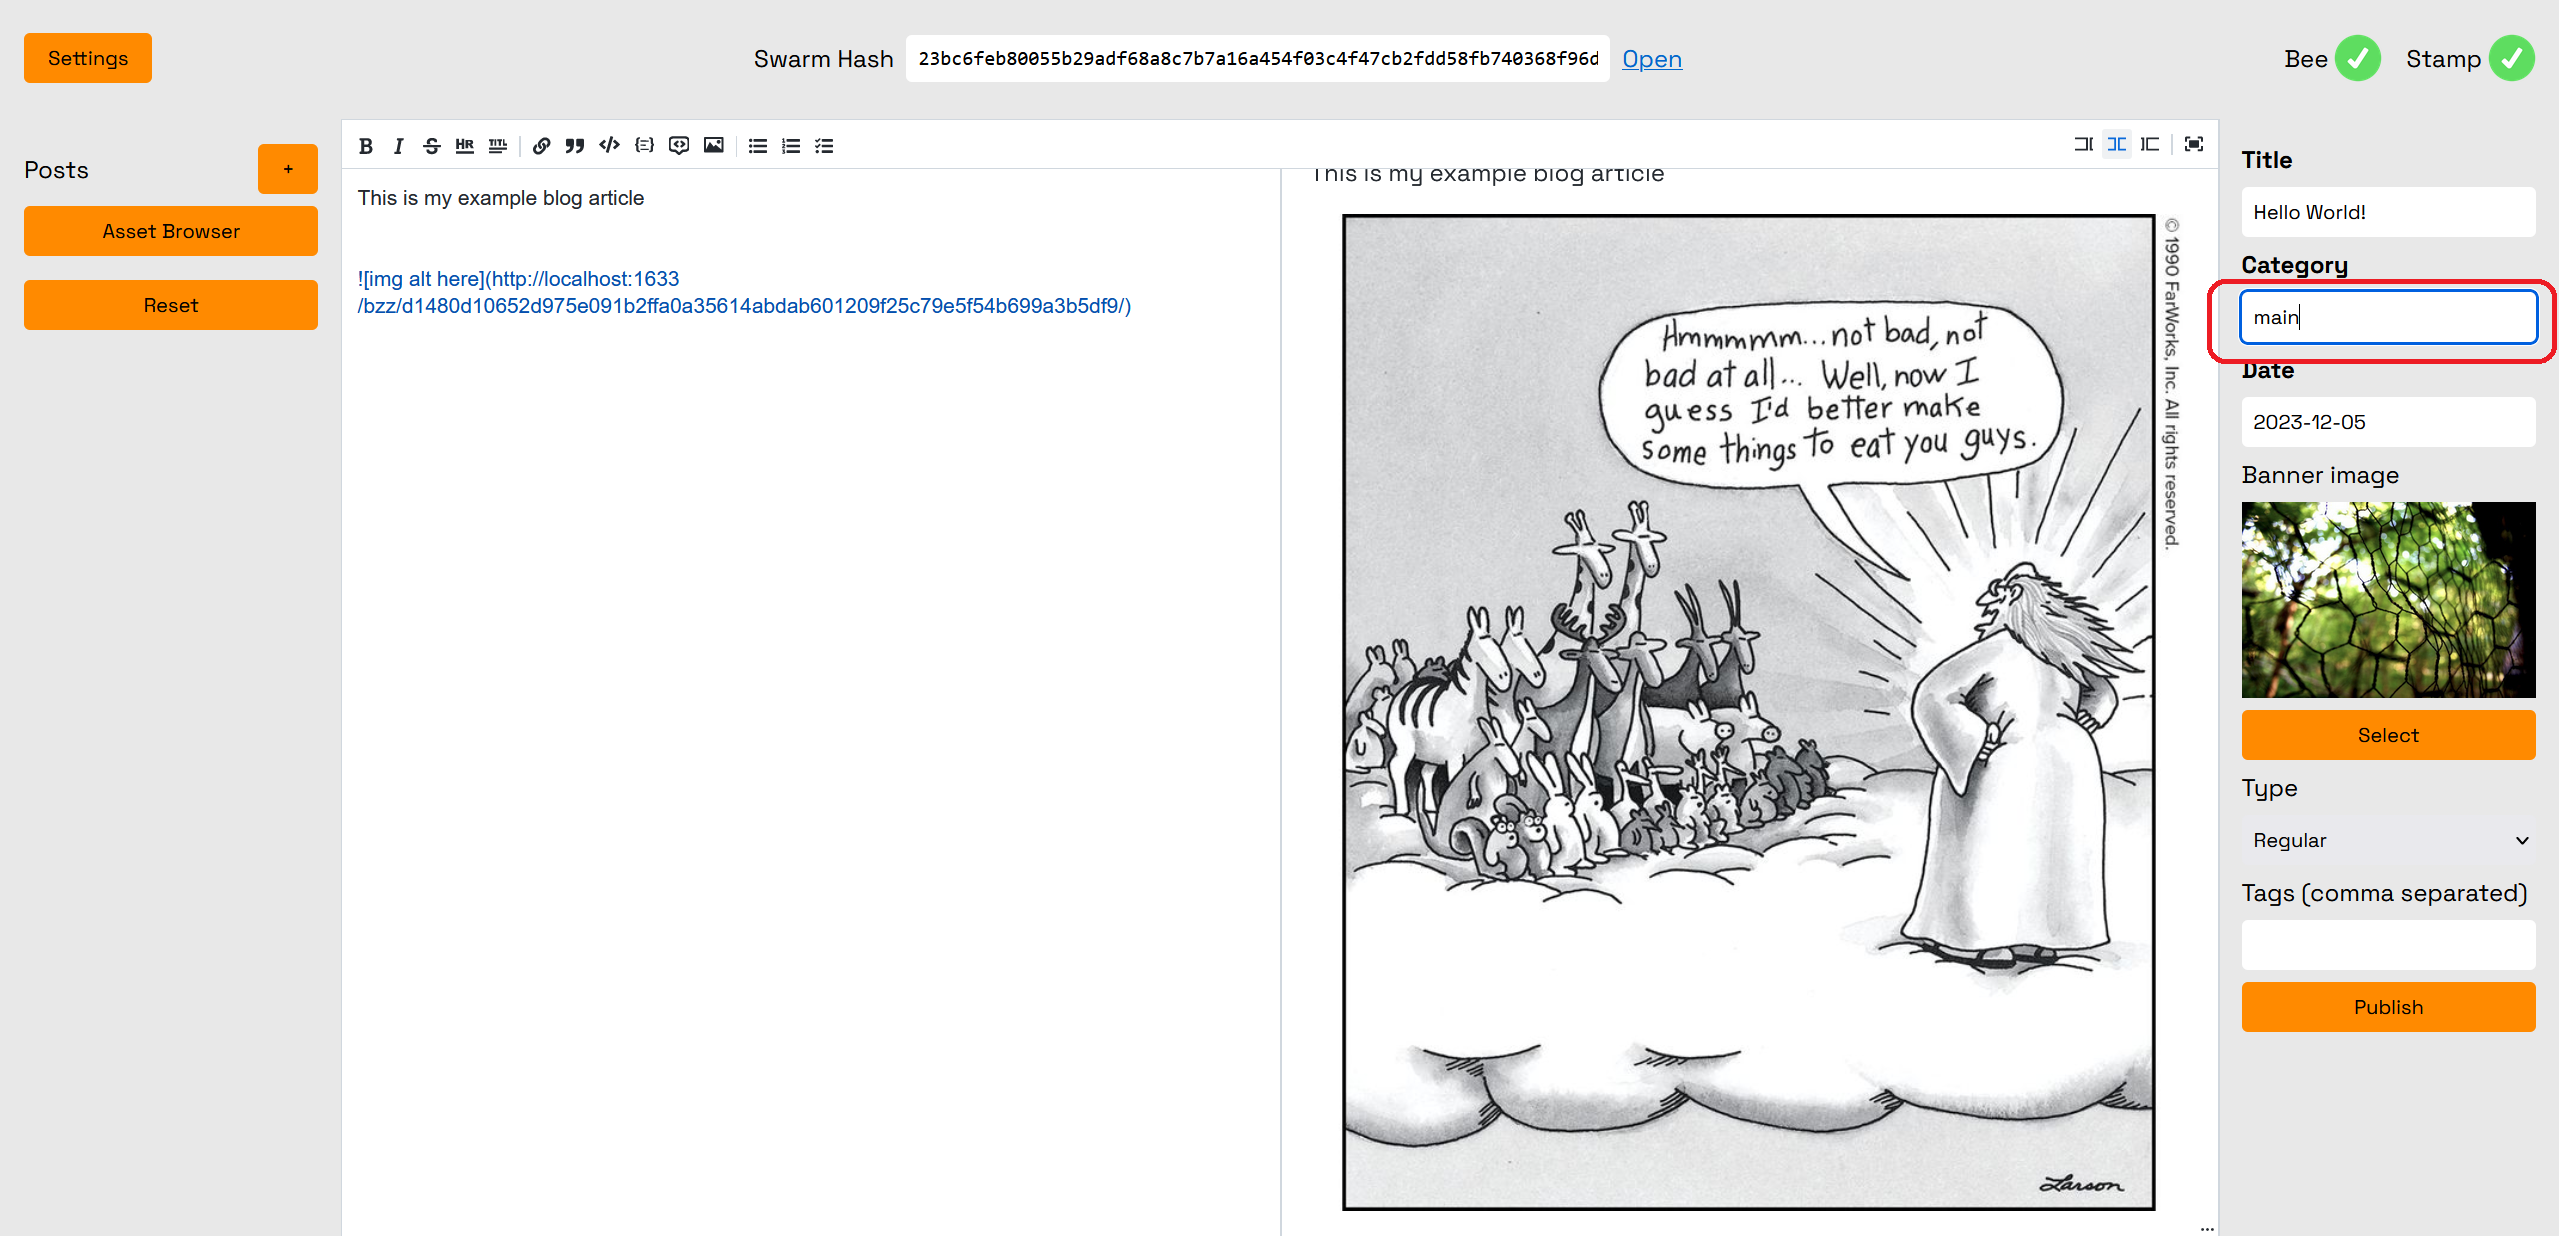 Settings
Swarm Hash
23bc6feb80055b29adf68a8c7b7a16a454f03c4f47cb2fdd58fb740368f96d
Open
Bee
Stamp
Posts
+
Asset Browser
Reset
B I S HR TITL
This is my example blog article
![img alt here](http://localhost:1633
/bzz/d1480d10652d975e091b2ffa0a35614abdab601209f25c79e5f54b699a3b5df9/)
This is my example blog article
Hmmmmm...not bad, not
bad at all... Well, now I
guess I'd better make
some things to eat you guys.
© 1990 FarWorks, Inc. All rights reserved.
Larson
...
Title
Hello World!
Category
main
Date
2023-12-05
Banner image
Select
Type
Regular
Tags (comma separated)
Publish